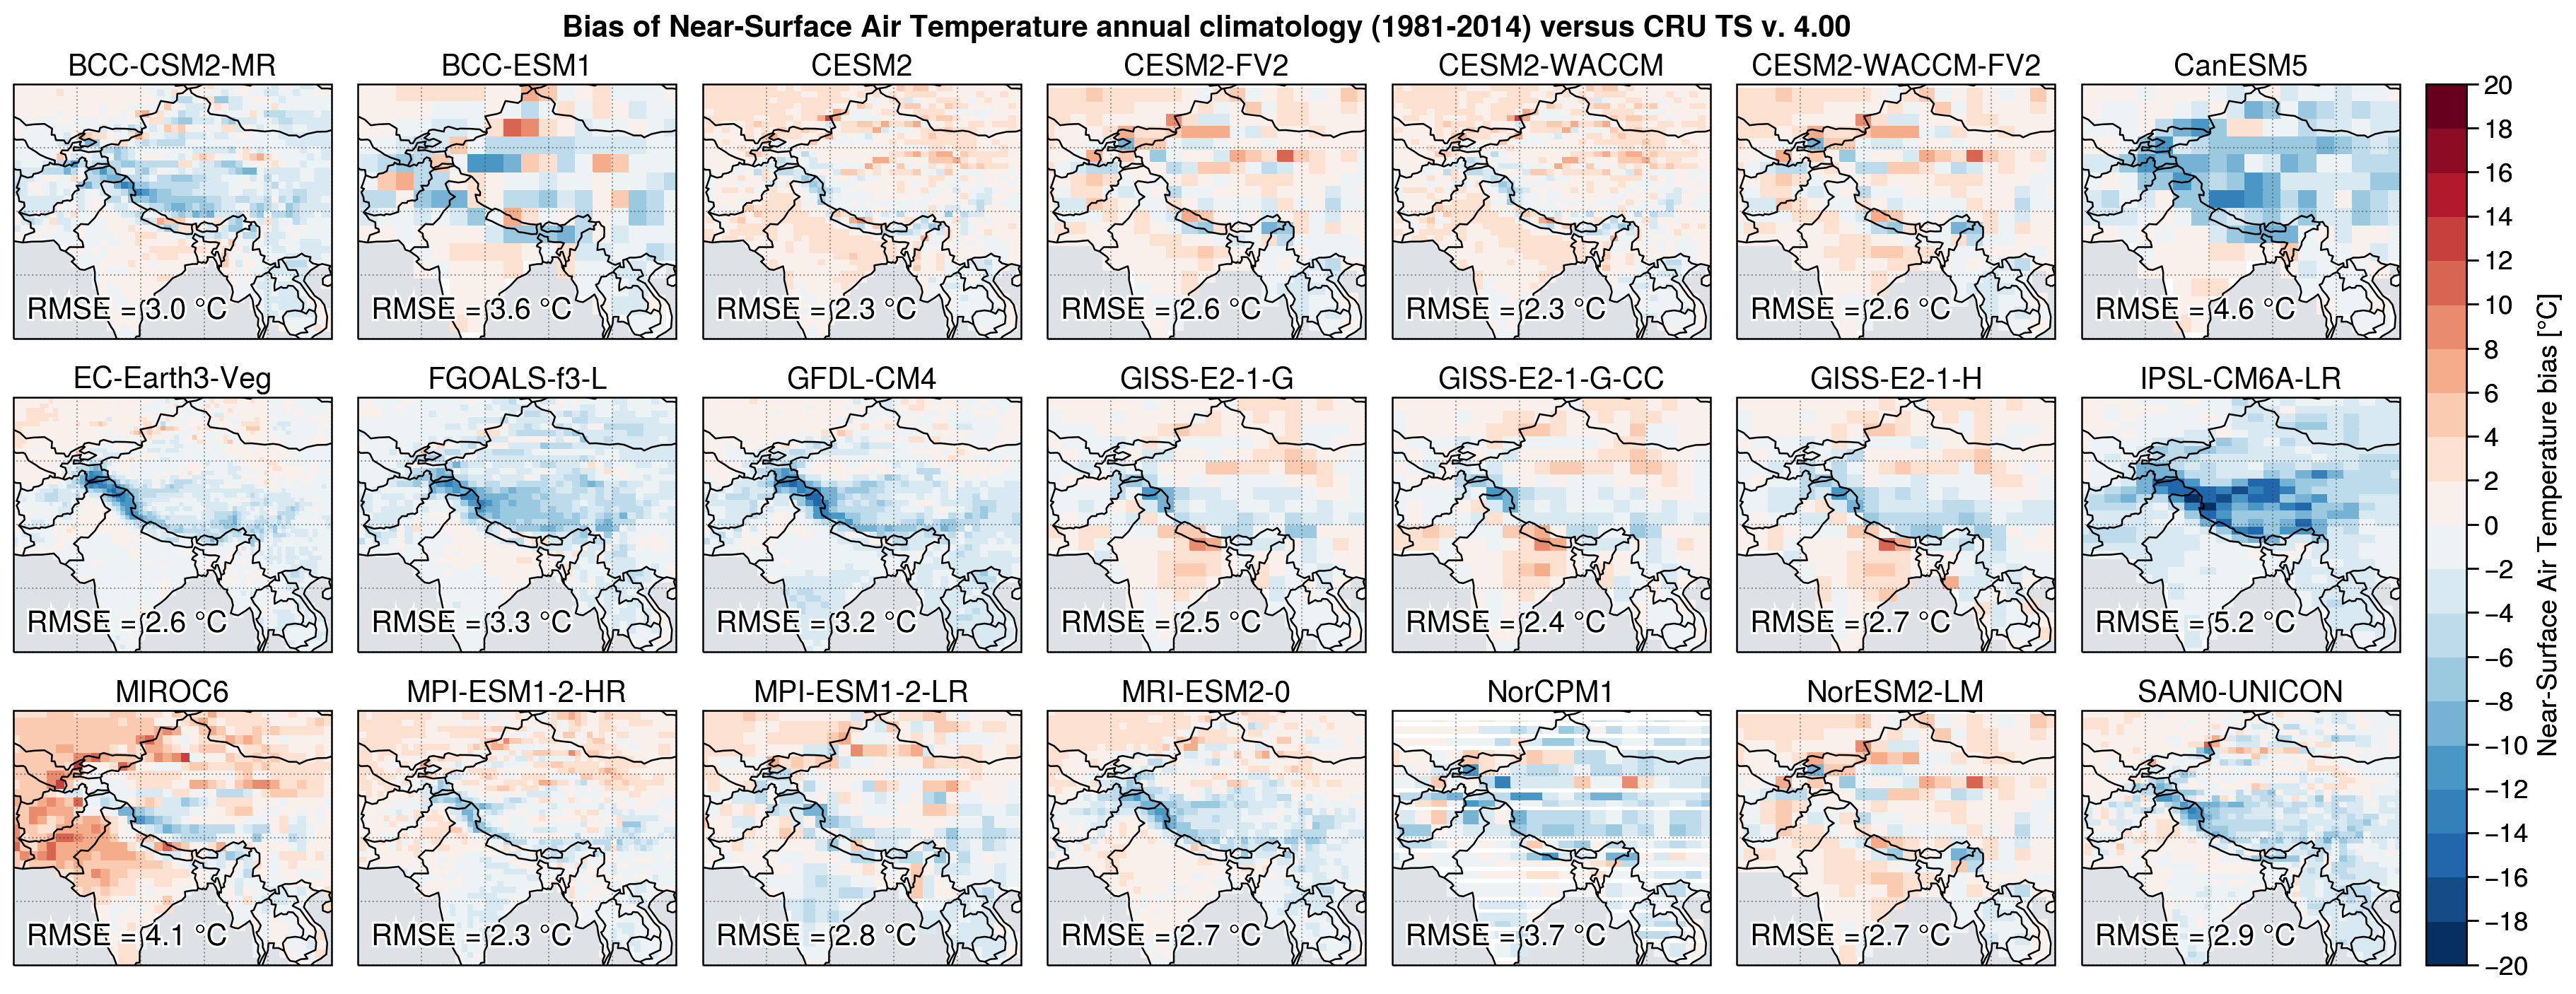 Bias of Near-Surface Air Temperature annual climatology (1981-2014) versus CRU TS v. 4.00
BCC-CSM2-MR
BCC-ESM1
CESM2
CESM2-FV2
CESM2-WACCM
CESM2-WACCM-FV2
CanESM5
RMSE = 3.0 °C
RMSE = 3.6 °C
RMSE = 2.3 °C
RMSE = 2.6 °C
RMSE = 2.3 °C
RMSE = 2.6 °C
RMSE = 4.6 °C
EC-Earth3-Veg
FGOALS-f3-L
GFDL-CM4
GISS-E2-1-G
GISS-E2-1-G-CC
GISS-E2-1-H
IPSL-CM6A-LR
RMSE = 2.6 °C
RMSE = 3.3 °C
RMSE = 3.2 °C
RMSE = 2.5 °C
RMSE = 2.4 °C
RMSE = 2.7 °C
RMSE = 5.2 °C
MIROC6
MPI-ESM1-2-HR
MPI-ESM1-2-LR
MRI-ESM2-0
NorCPM1
NorESM2-LM
SAM0-UNICON
RMSE = 4.1 °C
RMSE = 2.3 °C
RMSE = 2.8 °C
RMSE = 2.7 °C
RMSE = 3.7 °C
RMSE = 2.7 °C
RMSE = 2.9 °C
20
18
16
14
12
10
8
6
4
2
0
−2
−4
−6
−8
−10
−12
−14
−16
−18
−20
Near-Surface Air Temperature bias [°C]